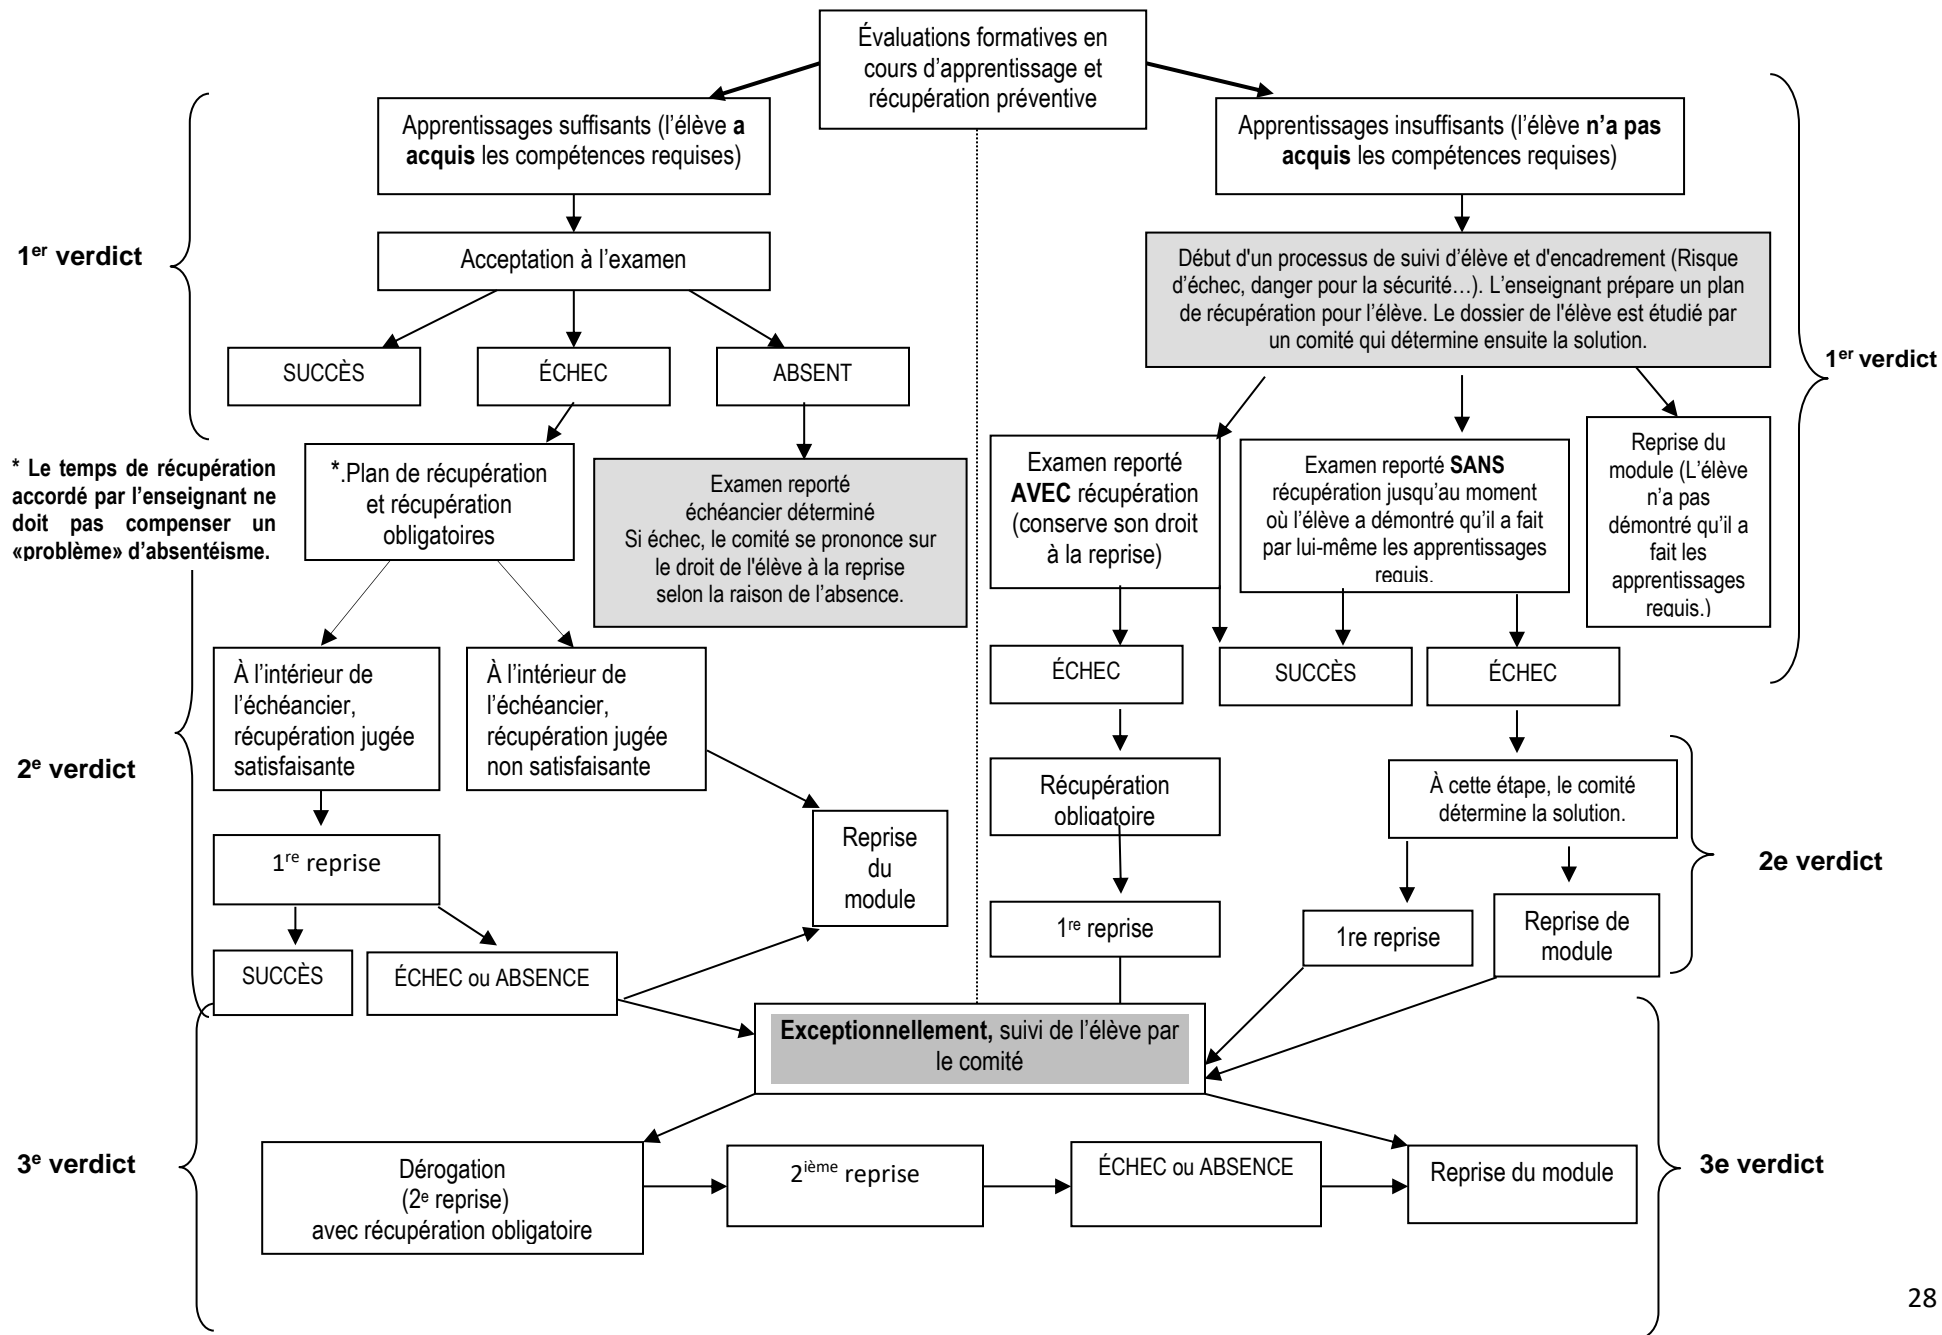 Évaluations formatives en
cours d'apprentissage et
récupération préventive
Apprentissages suffisants (l'élève a
acquis les compétences requises)
Apprentissages insuffisants (l'élève n'a pas
acquis les compétences requises)
1er verdict
Acceptation à l'examen
Début d'un processus de suivi d'élève et d'encadrement (Risque
d'échec, danger pour la sécurité…). L'enseignant prépare un plan
de récupération pour l'élève. Le dossier de l'élève est étudié par
un comité qui détermine ensuite la solution.
SUCCÈS
ÉCHEC
ABSENT
1er verdict
* Le temps de récupération
accordé par l'enseignant ne
doit pas compenser un
«problème» d'absentéisme.
*.Plan de récupération
et récupération
obligatoires
Examen reporté
échéancier déterminé
Si échec, le comité se prononce sur
le droit de l'élève à la reprise
selon la raison de l'absence.
Examen reporté
AVEC récupération
(conserve son droit
à la reprise)
Examen reporté SANS
récupération jusqu'au moment
où l'élève a démontré qu'il a fait
par lui-même les apprentissages
requis.
Reprise du
module (L'élève
n'a pas
démontré qu'il a
fait les
apprentissages
requis.)
À l'intérieur de
l'échéancier,
récupération jugée
satisfaisante
À l'intérieur de
l'échéancier,
récupération jugée
non satisfaisante
ÉCHEC
SUCCÈS
ÉCHEC
2e verdict
Récupération
obligatoire
À cette étape, le comité
détermine la solution.
1re reprise
Reprise
du
module
2e verdict
1re reprise
1re reprise
Reprise de
module
SUCCÈS
ÉCHEC ou ABSENCE
Exceptionnellement, suivi de l'élève par
le comité
3e verdict
Dérogation
(2e reprise)
avec récupération obligatoire
2ième reprise
ÉCHEC ou ABSENCE
Reprise du module
3e verdict
28